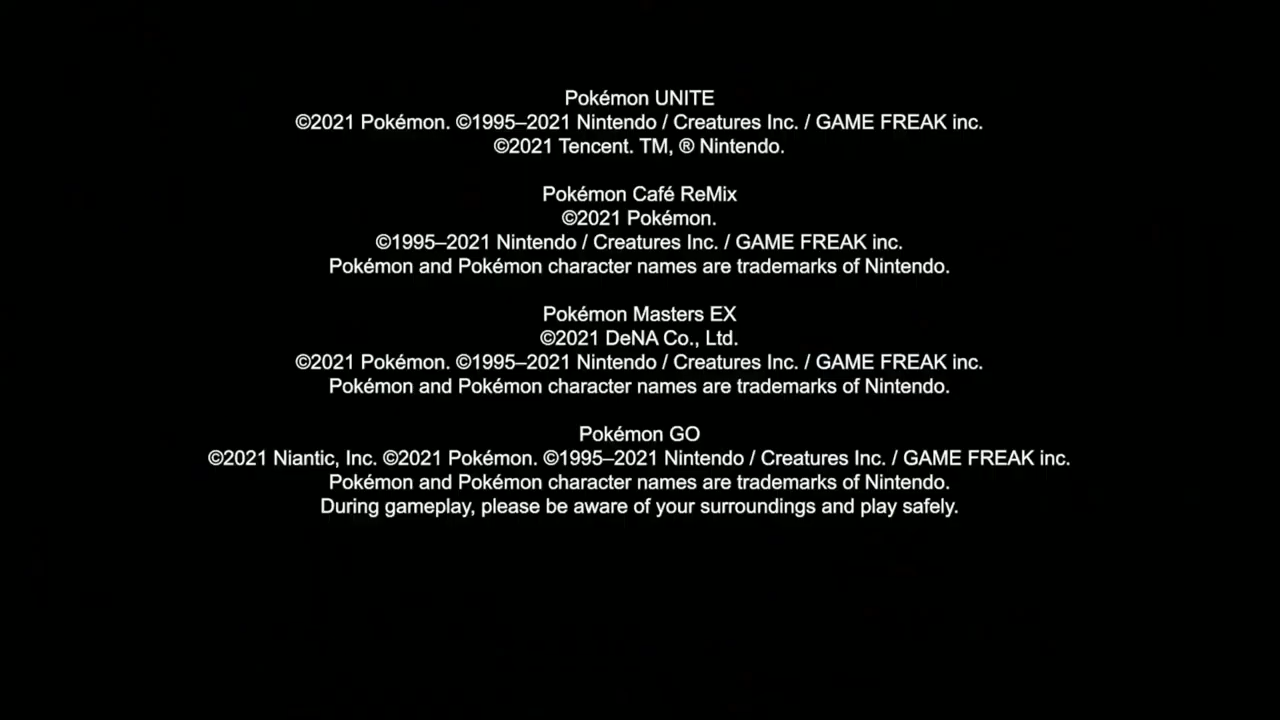 Pokémon UNITE
©2021 Pokémon. ©1995–2021 Nintendo / Creatures Inc. / GAME FREAK inc.
©2021 Tencent. TM, ® Nintendo.
Pokémon Café ReMix
©2021 Pokémon.
©1995–2021 Nintendo / Creatures Inc. / GAME FREAK inc.
Pokémon and Pokémon character names are trademarks of Nintendo.
Pokémon Masters EX
©2021 DeNA Co., Ltd.
©2021 Pokémon. ©1995–2021 Nintendo / Creatures Inc. / GAME FREAK inc.
Pokémon and Pokémon character names are trademarks of Nintendo.
Pokémon GO
©2021 Niantic, Inc. ©2021 Pokémon. ©1995–2021 Nintendo / Creatures Inc. / GAME FREAK inc.
Pokémon and Pokémon character names are trademarks of Nintendo.
During gameplay, please be aware of your surroundings and play safely.